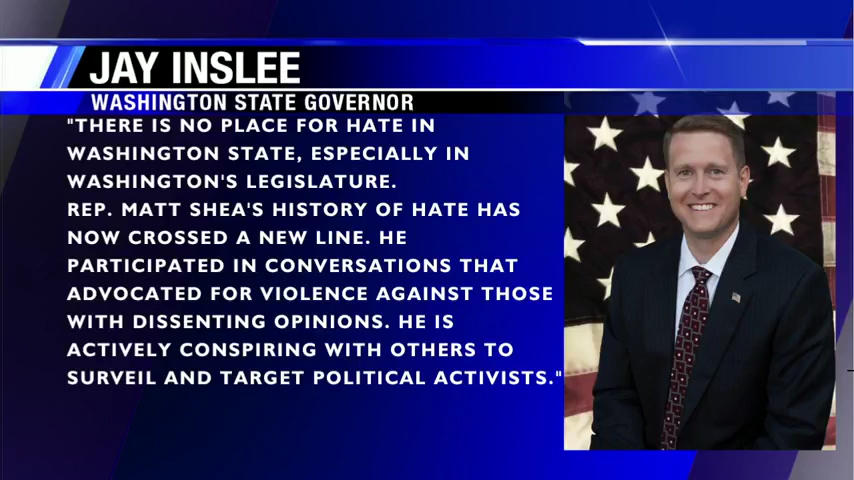 JAY INSLEE
WASHINGTON STATE GOVERNOR
"THERE IS NO PLACE FOR HATE IN
WASHINGTON STATE, ESPECIALLY IN
WASHINGTON'S LEGISLATURE.
REP. MATT SHEA'S HISTORY OF HATE HAS
NOW CROSSED A NEW LINE. HE
PARTICIPATED IN CONVERSATIONS THAT
ADVOCATED FOR VIOLENCE AGAINST THOSE
WITH DISSENTING OPINIONS. HE IS
ACTIVELY CONSPIRING WITH OTHERS TO
SURVEIL AND TARGET POLITICAL ACTIVISTS."